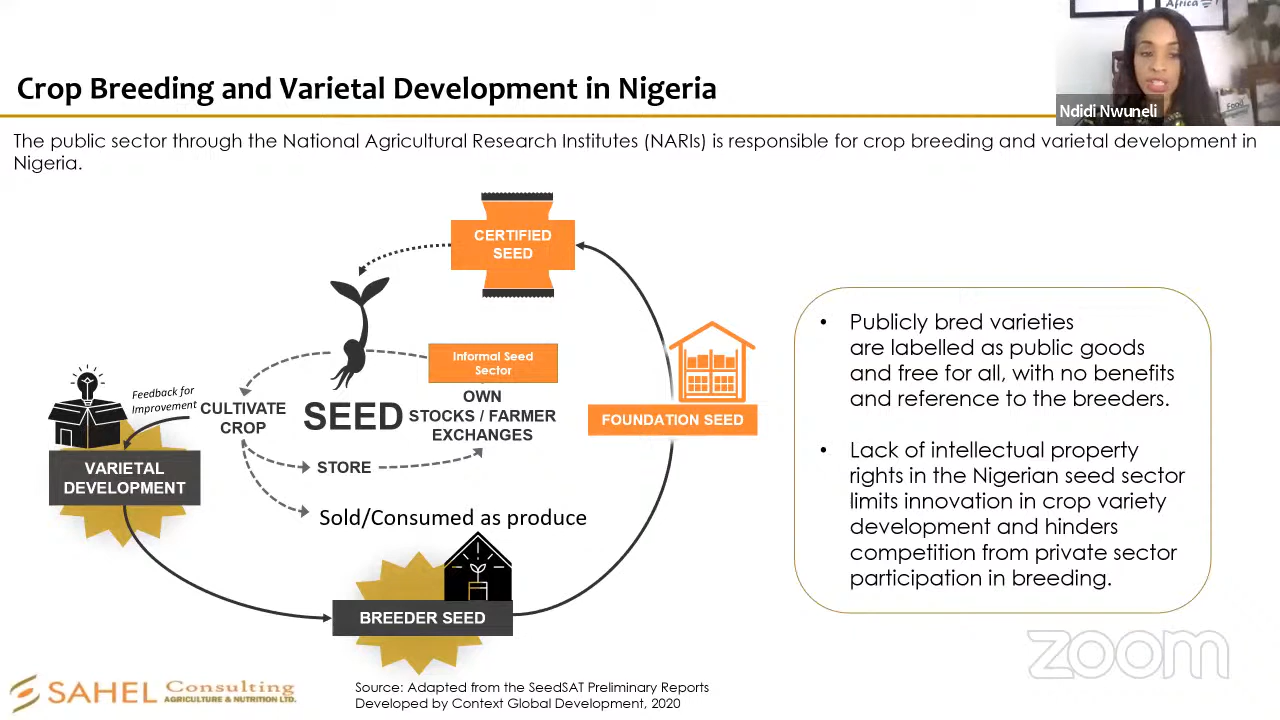 Africa
Crop Breeding and Varietal Development in Nigeria
Ndidi Nwuneli
The public sector through the National Agricultural Research Institutes (NARIs) is responsible for crop breeding and varietal development in
Nigeria.
CERTIFIED
SEED
Informal Seed
Sector
OWN
STOCKS / FARMER
EXCHANGES
SEED
Feedback for
Improvement
CULTIVATE
CROP
STORE
Sold/Consumed as produce
VARIETAL
DEVELOPMENT
BREEDER SEED
FOUNDATION SEED
• Publicly bred varieties
are labelled as public goods
and free for all, with no benefits
and reference to the breeders.
• Lack of intellectual property
rights in the Nigerian seed sector
limits innovation in crop variety
development and hinders
competition from private sector
participation in breeding.
zoom
SAHEL Consulting
AGRICULTURE & NUTRITION LTD.
Source: Adapted from the SeedSAT Preliminary Reports
Developed by Context Global Development, 2020